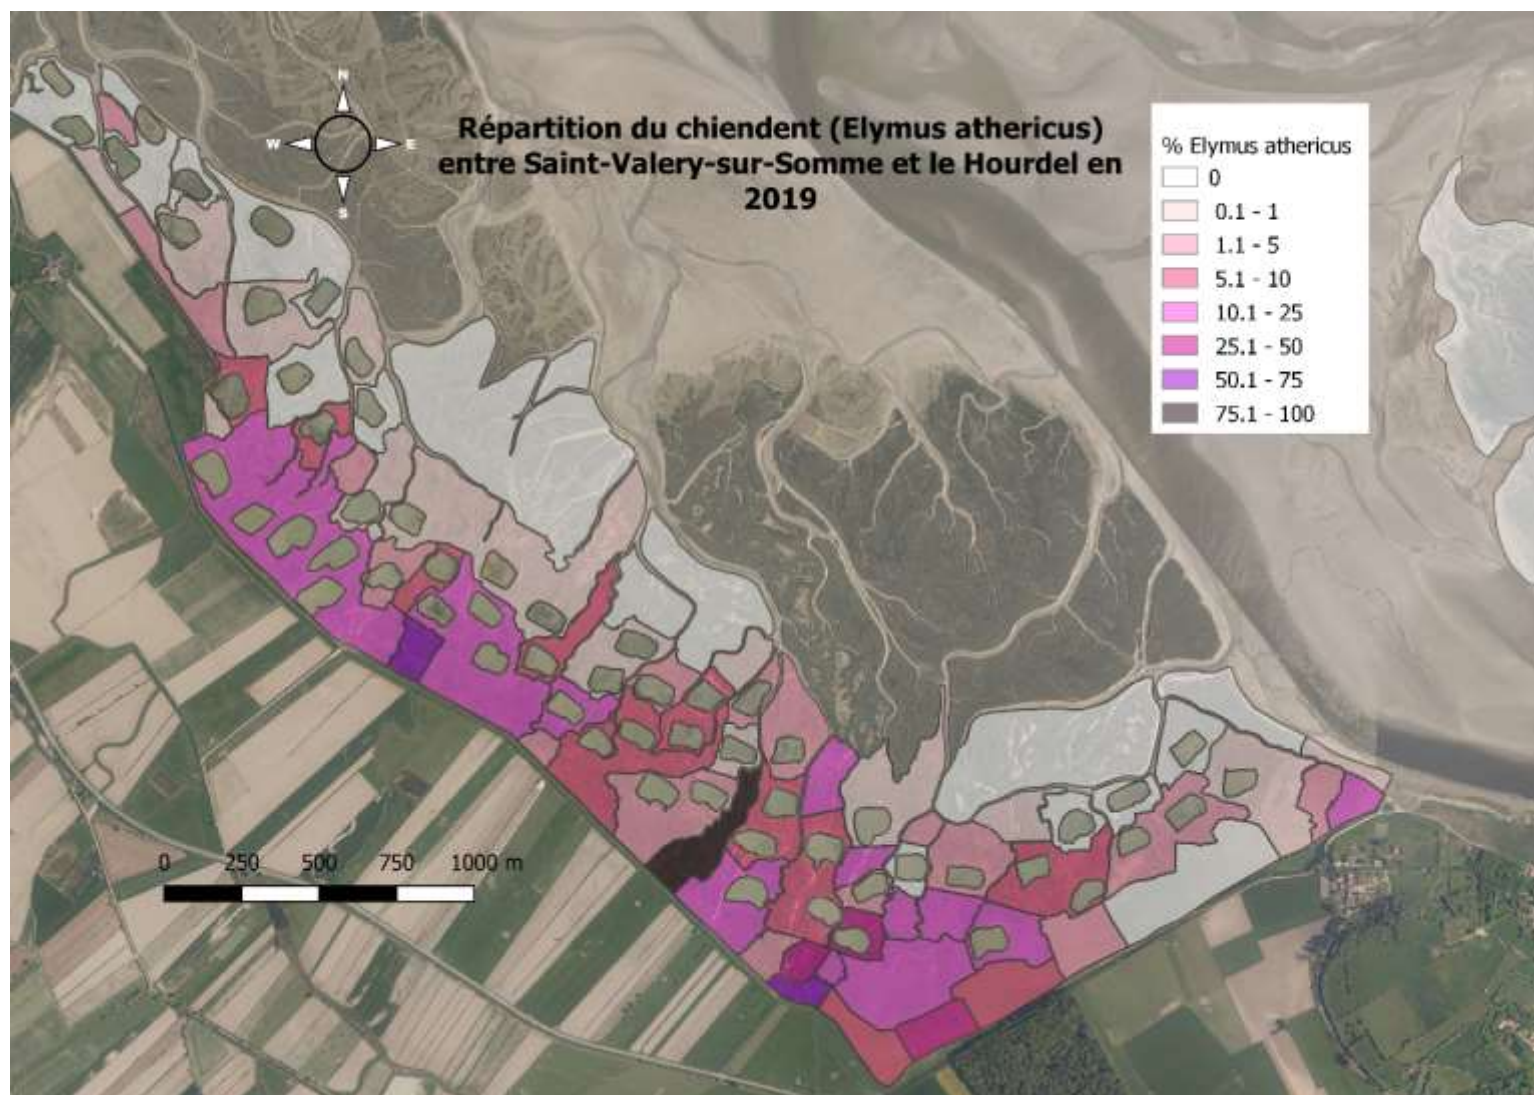 N
W E
S
Répartition du chiendent (Elymus athericus)
entre Saint-Valery-sur-Somme et le Hourdel en
2019
% Elymus athericus
0
0.1 - 1
1.1 - 5
5.1 - 10
10.1 - 25
25.1 - 50
50.1 - 75
75.1 - 100
0 250 500 750 1000 m